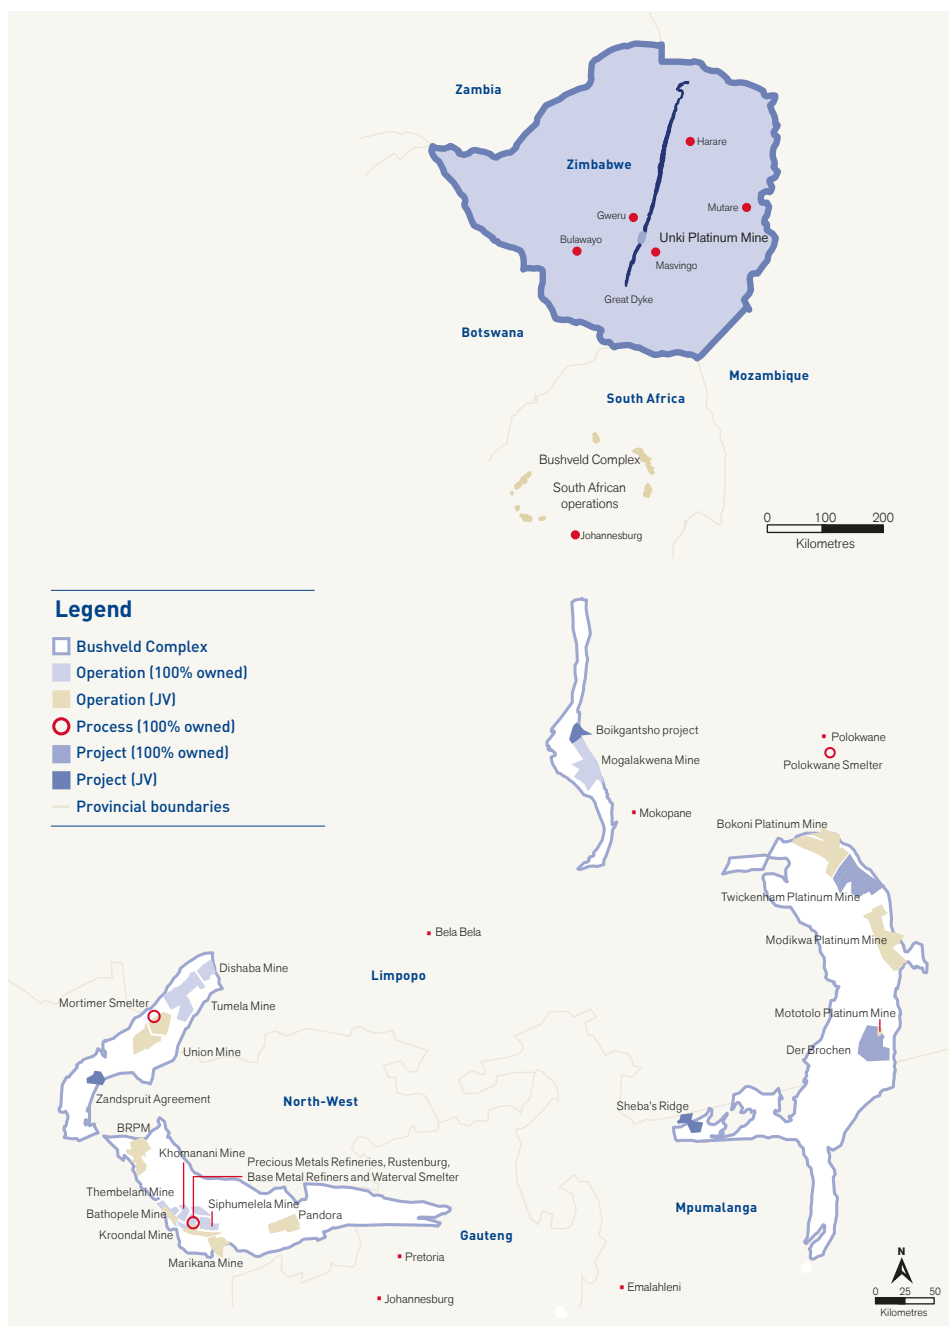 Zambia
Harare
Zimbabwe
Mutare
Gweru
Unki Platinum Mine
Bulawayo
Masvingo
Great Dyke
Botswana
Mozambique
South Africa
Bushveld Complex
South African
operations
0 100 200
Kilometres
Johannesburg
Legend
Bushveld Complex
Operation (100% owned)
Operation (JV)
Process (100% owned)
Project (100% owned)
Project (JV)
Provincial boundaries
Boikgantsho project
Mogalakwena Mine
Polokwane
Polokwane Smelter
Mokopane
Bokoni Platinum Mine
Twickenham Platinum Mine
Bela Bela
Modikwa Platinum Mine
Limpopo
Dishaba Mine
Mortimer Smelter
Tumela Mine
Mototolo Platinum Mine
Union Mine
Der Brochen
Zandspruit Agreement
North-West
Sheba's Ridge
BRPM
Khomanani Mine
Precious Metals Refineries, Rustenburg,
Base Metal Refiners and Waterval Smelter
Thembelani Mine
Siphumelela Mine
Bathopele Mine
Pandora
Mpumalanga
Kroondal Mine
Gauteng
Marikana Mine
Pretoria
Emalahleni
Johannesburg
N
0 25 50
Kilometres